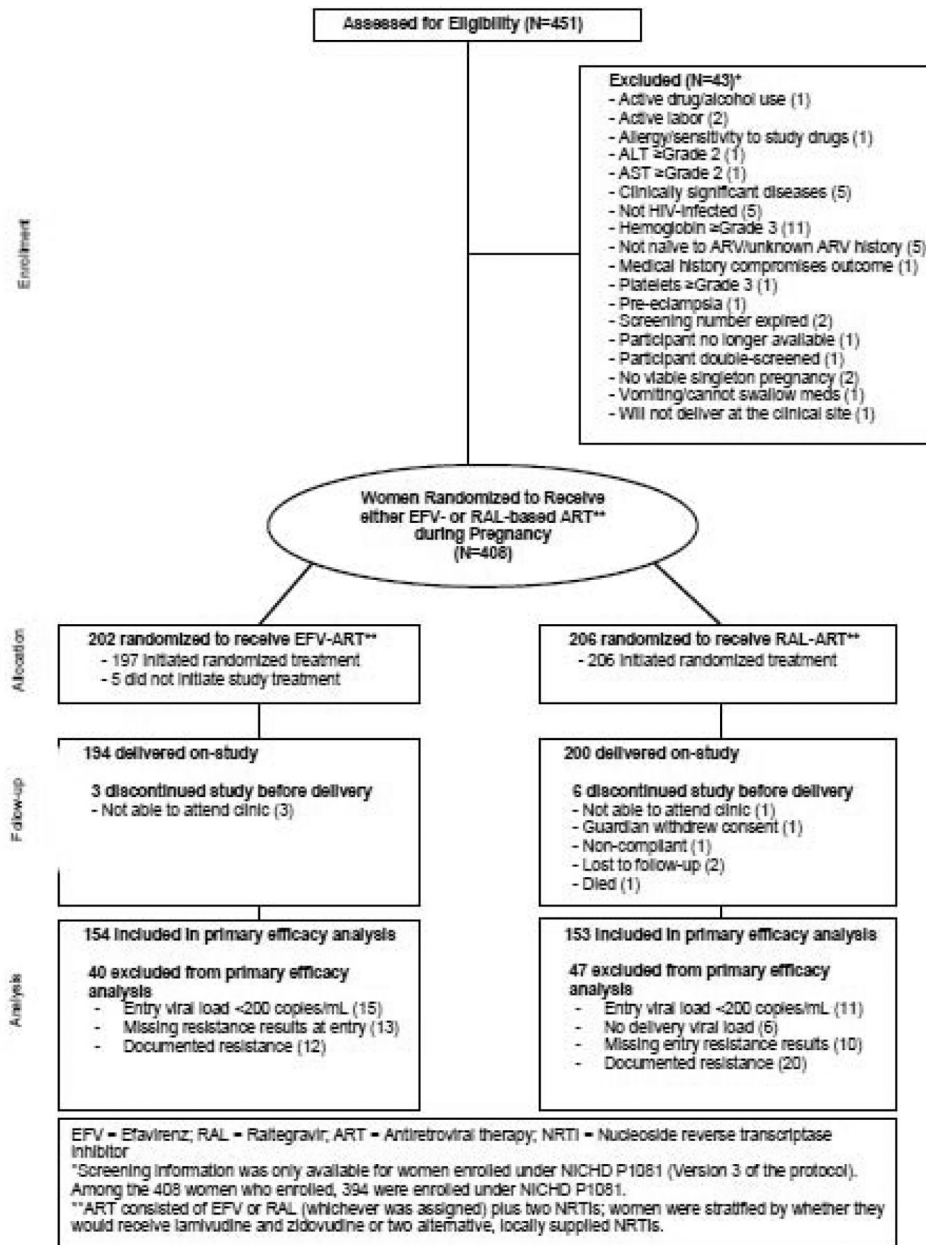 Assessed for Eligibility (N=451)
Excluded (N=43)*
- Active drug/alcohol use (1)
- Active labor (2)
- Allergy/sensitivity to study drugs (1)
- ALT ≥Grade 2 (1)
- AST ≥Grade 2 (1)
- Clinically significant diseases (5)
- Not HIV-infected (5)
- Hemoglobin ≥Grade 3 (11)
- Not naïve to ARV/unknown ARV history (5)
- Medical history compromises outcome (1)
- Platelets ≥Grade 3 (1)
- Pre-eclampsia (1)
- Screening number expired (2)
- Participant no longer available (1)
- Participant double-screened (1)
- No viable singleton pregnancy (2)
- Vomiting/cannot swallow meds (1)
- Will not deliver at the clinical site (1)
Enrollment
Women Randomized to Receive
either EFV- or RAL-based ART**
during Pregnancy
(N=408)
Allocation
202 randomized to receive EFV-ART**
- 197 initiated randomized treatment
- 5 did not initiate study treatment
206 randomized to receive RAL-ART**
- 206 initiated randomized treatment
Follow-up
194 delivered on-study
3 discontinued study before delivery
- Not able to attend clinic (3)
200 delivered on-study
6 discontinued study before delivery
- Not able to attend clinic (1)
- Guardian withdrew consent (1)
- Non-compliant (1)
- Lost to follow-up (2)
- Died (1)
Analysis
154 included in primary efficacy analysis
40 excluded from primary efficacy
analysis
- Entry viral load <200 copies/mL (15)
- Missing resistance results at entry (13)
- Documented resistance (12)
153 included in primary efficacy analysis
47 excluded from primary efficacy
analysis
- Entry viral load <200 copies/mL (11)
- No delivery viral load (6)
- Missing entry resistance results (10)
- Documented resistance (20)
EFV = Efavirenz; RAL = Raltegravir; ART = Antiretroviral therapy; NRTI = Nucleoside reverse transcriptase
inhibitor
*Screening information was only available for women enrolled under NICHD P1081 (Version 3 of the protocol).
Among the 408 women who enrolled, 394 were enrolled under NICHD P1081.
**ART consisted of EFV or RAL (whichever was assigned) plus two NRTIs; women were stratified by whether they
would receive lamivudine and zidovudine or two alternative, locally supplied NRTIs.